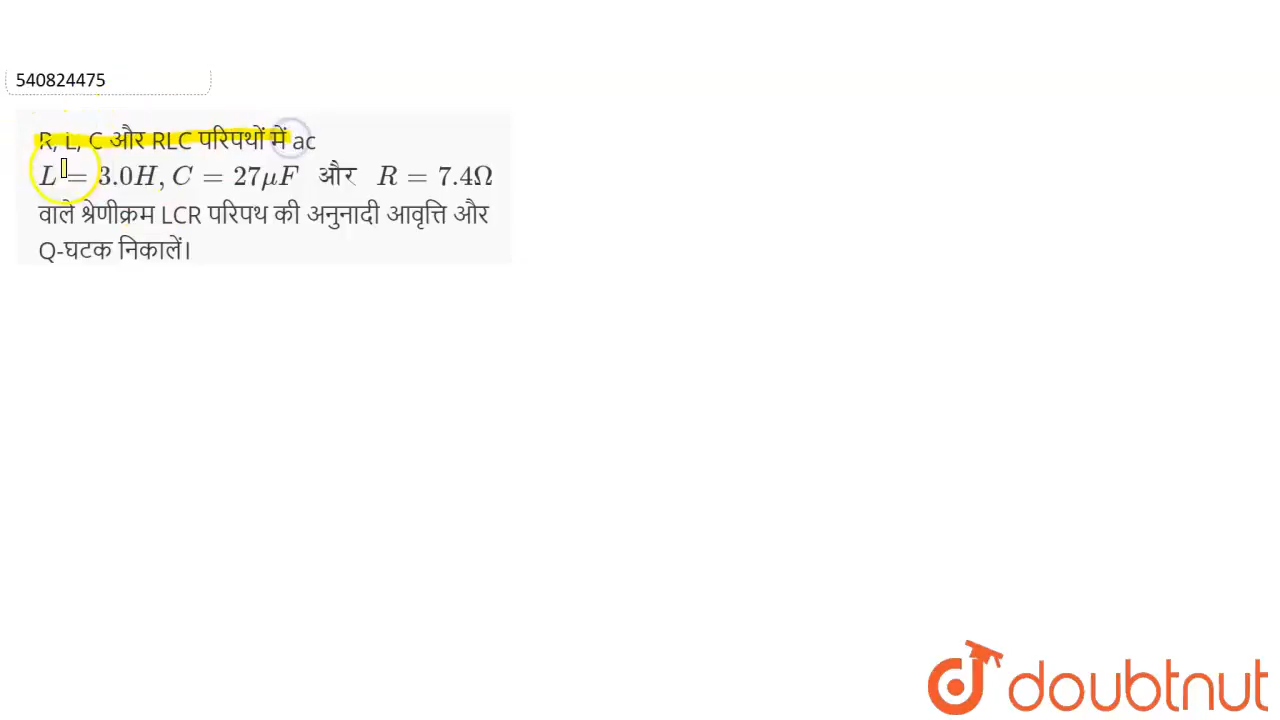 540824475
R, L, C और RLC परिपथों में ac
L = 3.0H, C = 27μF और R = 7.4Ω
वाले श्रेणीक्रम LCR परिपथ की अनुनादी आवृत्ति और
Q-घटक निकालें।
doubtnut